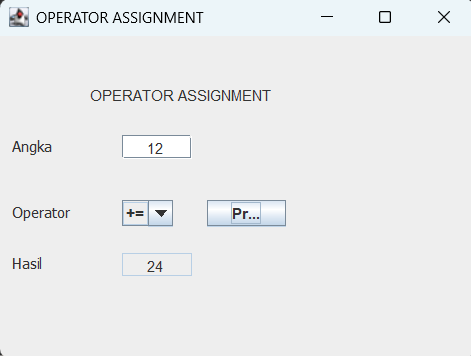 OPERATOR ASSIGNMENT
OPERATOR ASSIGNMENT
Angka 12
Operator += Pr...
Hasil 24